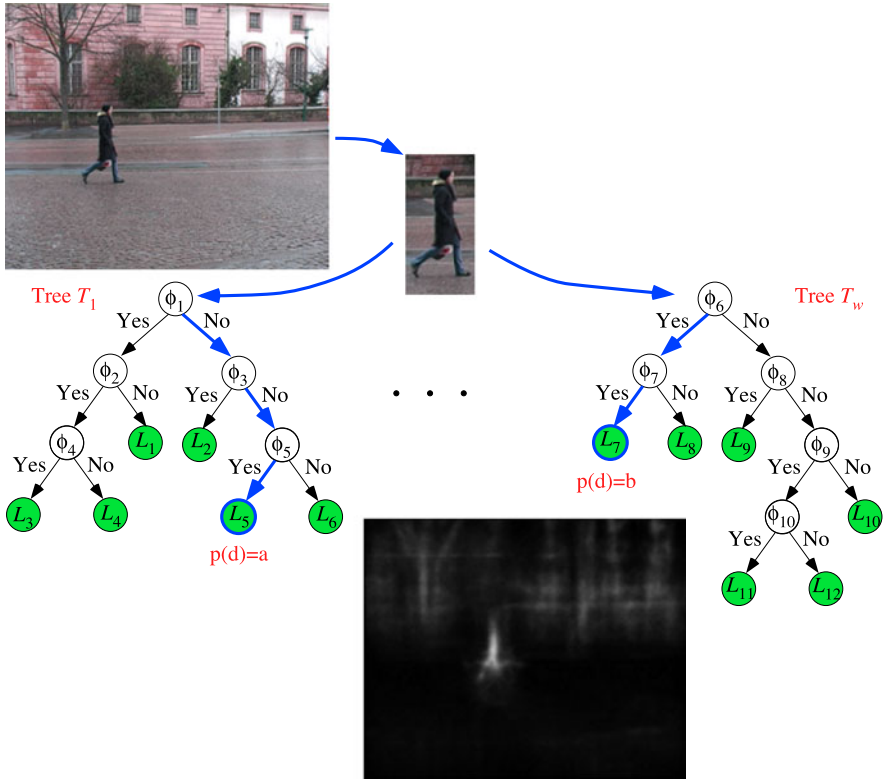 Tree T₁
ϕ₁
ϕ₆
Tree T_w
Yes No
Yes No
ϕ₂
ϕ₃
ϕ₇
ϕ₈
Yes No
Yes No
. . .
Yes No
Yes No
ϕ₄
L₁
L₂
ϕ₅
L₇
L₈
L₉
ϕ₉
Yes No
Yes No
p(d)=b
Yes No
L₃
L₄
L₅
L₆
ϕ₁₀
L₁₀
p(d)=a
Yes No
L₁₁
L₁₂